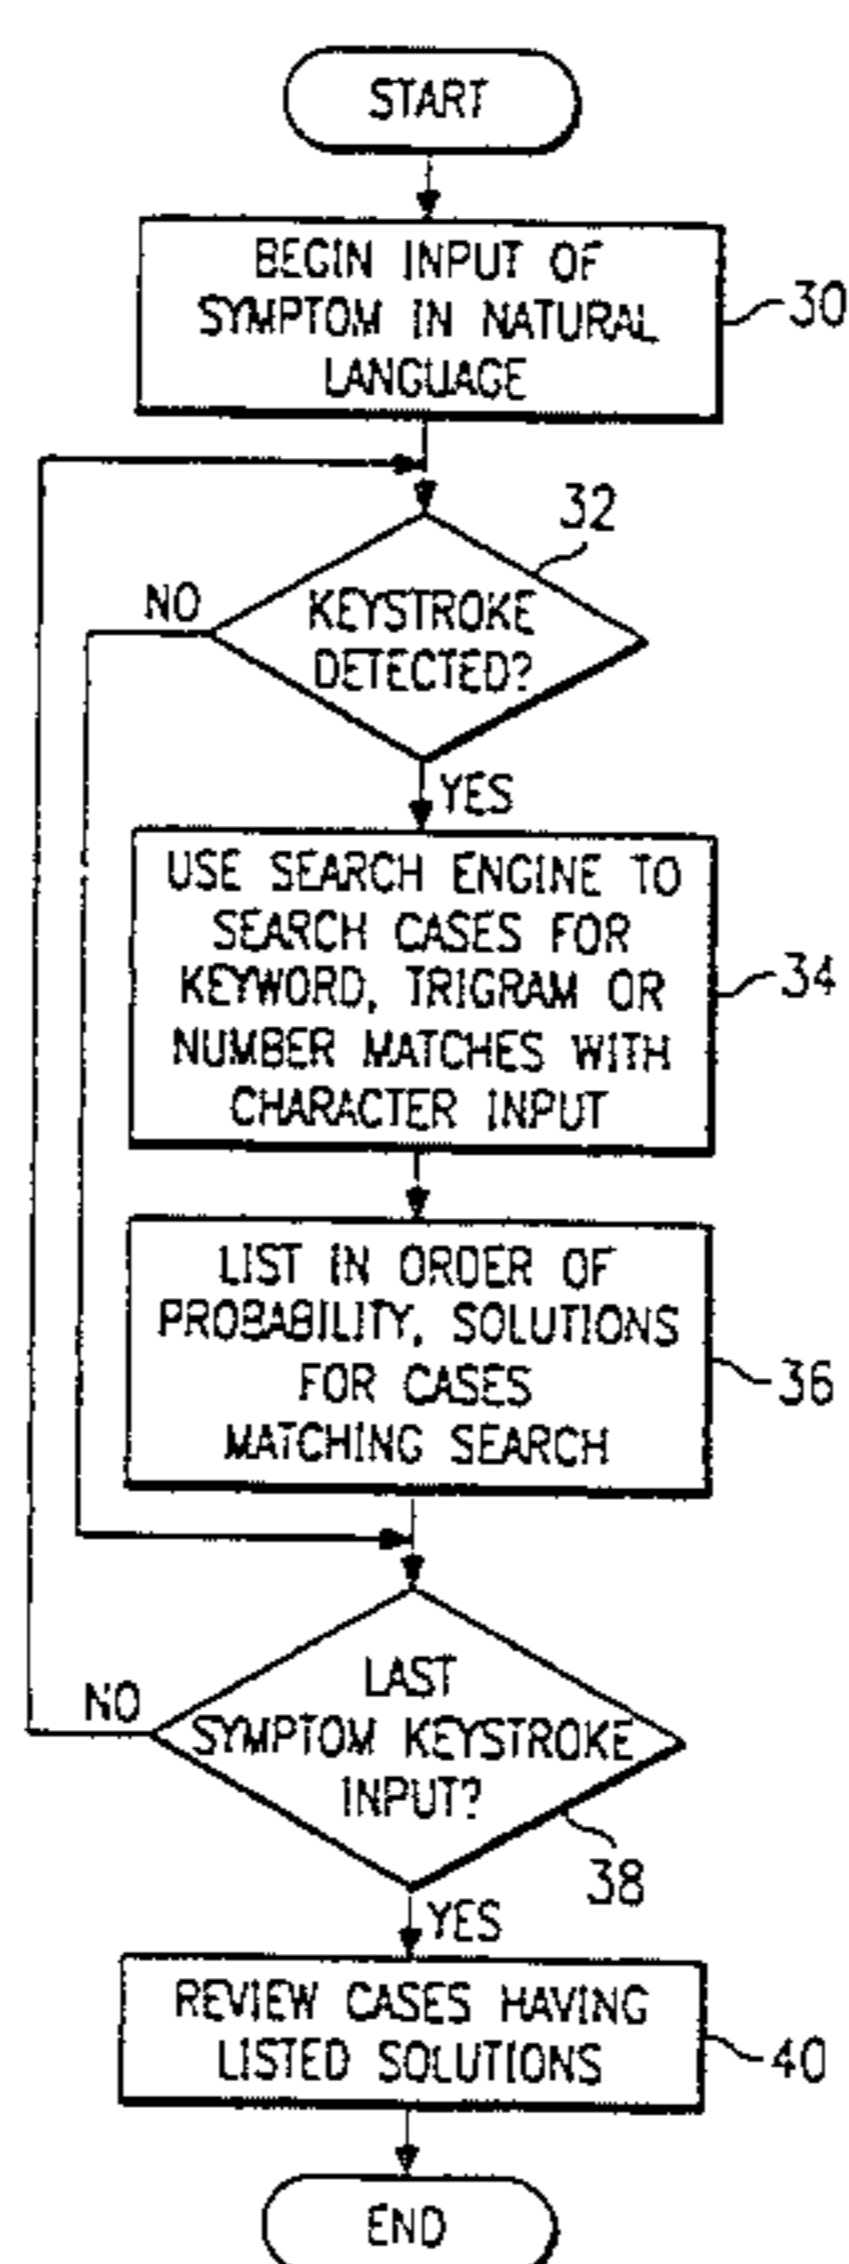 START
BEGIN INPUT OF
SYMPTOM IN NATURAL
LANGUAGE
30
32
KEYSTROKE
DETECTED?
NO
YES
USE SEARCH ENGINE TO
SEARCH CASES FOR
KEYWORD, TRIGRAM OR
NUMBER MATCHES WITH
CHARACTER INPUT
34
LIST IN ORDER OF
PROBABILITY, SOLUTIONS
FOR CASES
MATCHING SEARCH
36
LAST
SYMPTOM KEYSTROKE
INPUT?
NO
38
YES
REVIEW CASES HAVING
LISTED SOLUTIONS
40
END